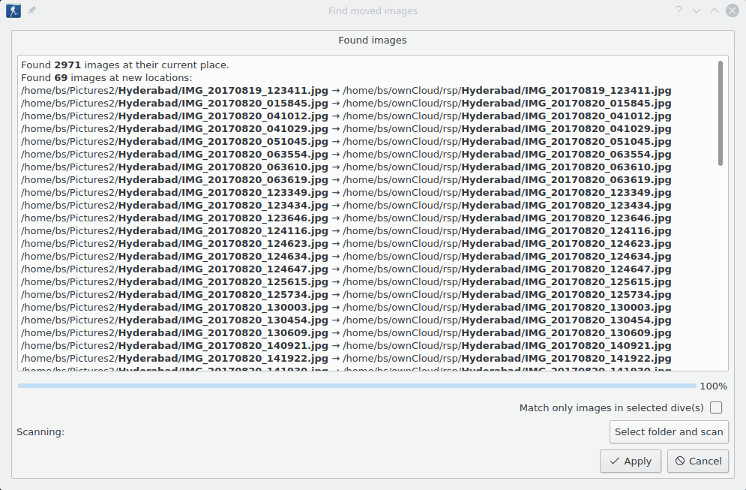 Find moved images
Found images
Found 2971 images at their current place.
Found 69 images at new locations:
/home/bs/Pictures2/Hyderabad/IMG_20170819_123411.jpg → /home/bs/ownCloud/rsp/Hyderabad/IMG_20170819_123411.jpg
/home/bs/Pictures2/Hyderabad/IMG_20170820_015845.jpg → /home/bs/ownCloud/rsp/Hyderabad/IMG_20170820_015845.jpg
/home/bs/Pictures2/Hyderabad/IMG_20170820_041012.jpg → /home/bs/ownCloud/rsp/Hyderabad/IMG_20170820_041012.jpg
/home/bs/Pictures2/Hyderabad/IMG_20170820_041029.jpg → /home/bs/ownCloud/rsp/Hyderabad/IMG_20170820_041029.jpg
/home/bs/Pictures2/Hyderabad/IMG_20170820_051045.jpg → /home/bs/ownCloud/rsp/Hyderabad/IMG_20170820_051045.jpg
/home/bs/Pictures2/Hyderabad/IMG_20170820_063554.jpg → /home/bs/ownCloud/rsp/Hyderabad/IMG_20170820_063554.jpg
/home/bs/Pictures2/Hyderabad/IMG_20170820_063610.jpg → /home/bs/ownCloud/rsp/Hyderabad/IMG_20170820_063610.jpg
/home/bs/Pictures2/Hyderabad/IMG_20170820_063619.jpg → /home/bs/ownCloud/rsp/Hyderabad/IMG_20170820_063619.jpg
/home/bs/Pictures2/Hyderabad/IMG_20170820_123349.jpg → /home/bs/ownCloud/rsp/Hyderabad/IMG_20170820_123349.jpg
/home/bs/Pictures2/Hyderabad/IMG_20170820_123434.jpg → /home/bs/ownCloud/rsp/Hyderabad/IMG_20170820_123434.jpg
/home/bs/Pictures2/Hyderabad/IMG_20170820_123646.jpg → /home/bs/ownCloud/rsp/Hyderabad/IMG_20170820_123646.jpg
/home/bs/Pictures2/Hyderabad/IMG_20170820_124116.jpg → /home/bs/ownCloud/rsp/Hyderabad/IMG_20170820_124116.jpg
/home/bs/Pictures2/Hyderabad/IMG_20170820_124623.jpg → /home/bs/ownCloud/rsp/Hyderabad/IMG_20170820_124623.jpg
/home/bs/Pictures2/Hyderabad/IMG_20170820_124634.jpg → /home/bs/ownCloud/rsp/Hyderabad/IMG_20170820_124634.jpg
/home/bs/Pictures2/Hyderabad/IMG_20170820_124647.jpg → /home/bs/ownCloud/rsp/Hyderabad/IMG_20170820_124647.jpg
/home/bs/Pictures2/Hyderabad/IMG_20170820_125615.jpg → /home/bs/ownCloud/rsp/Hyderabad/IMG_20170820_125615.jpg
/home/bs/Pictures2/Hyderabad/IMG_20170820_125734.jpg → /home/bs/ownCloud/rsp/Hyderabad/IMG_20170820_125734.jpg
/home/bs/Pictures2/Hyderabad/IMG_20170820_130003.jpg → /home/bs/ownCloud/rsp/Hyderabad/IMG_20170820_130003.jpg
/home/bs/Pictures2/Hyderabad/IMG_20170820_130454.jpg → /home/bs/ownCloud/rsp/Hyderabad/IMG_20170820_130454.jpg
/home/bs/Pictures2/Hyderabad/IMG_20170820_130609.jpg → /home/bs/ownCloud/rsp/Hyderabad/IMG_20170820_130609.jpg
/home/bs/Pictures2/Hyderabad/IMG_20170820_140921.jpg → /home/bs/ownCloud/rsp/Hyderabad/IMG_20170820_140921.jpg
/home/bs/Pictures2/Hyderabad/IMG_20170820_141922.jpg → /home/bs/ownCloud/rsp/Hyderabad/IMG_20170820_141922.jpg
100%
Match only images in selected dive(s)
Scanning:
Select folder and scan
Apply
Cancel